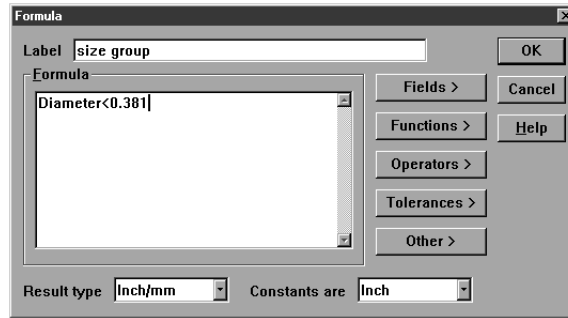 Formula
Label size group
OK
Formula
Diameter<0.381
Fields >
Cancel
Functions >
Help
Operators >
Tolerances >
Other >
Result type Inch/mm Constants are Inch